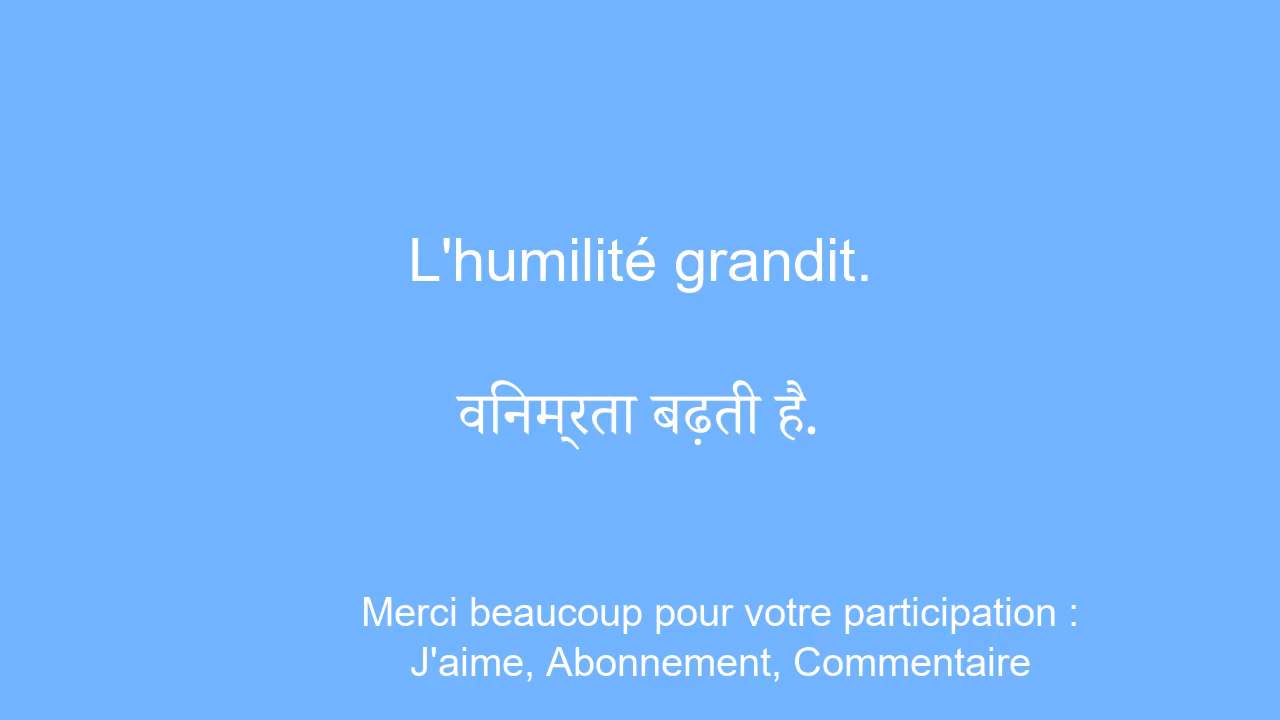 L'humilité grandit.
वनिम्रता बढ़ती है.
Merci beaucoup pour votre participation :
J'aime, Abonnement, Commentaire